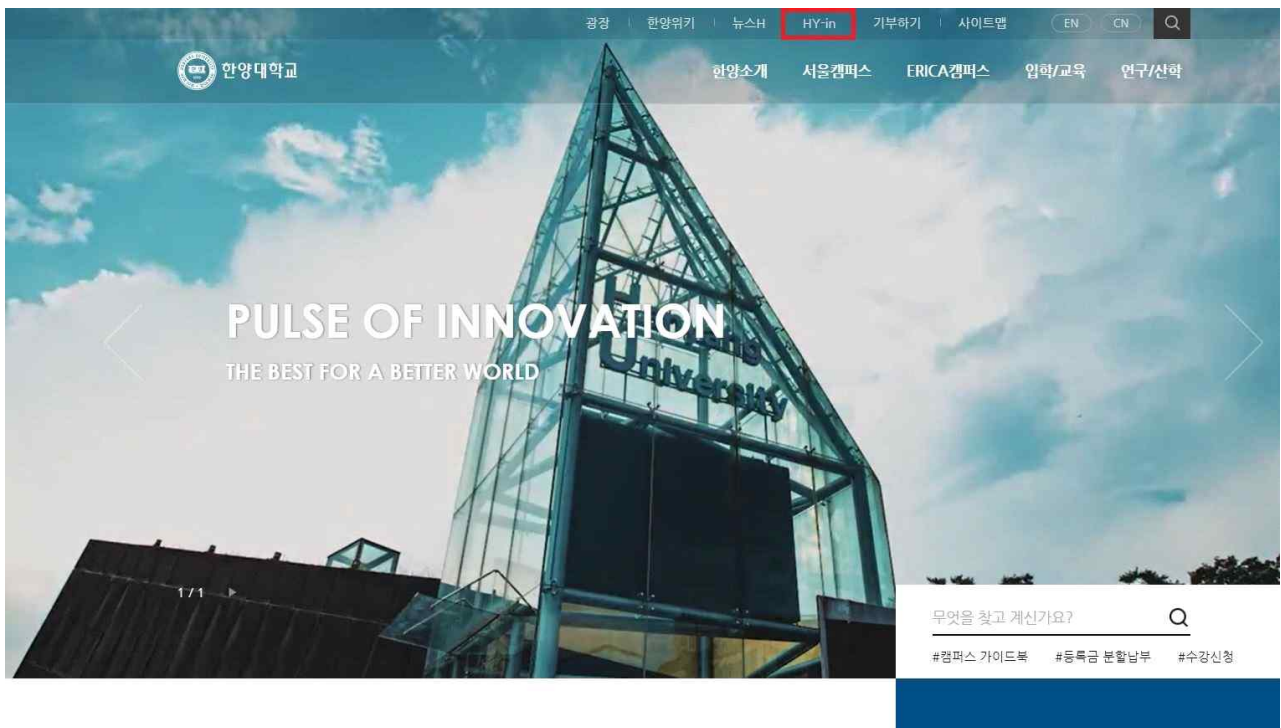 광장 한양위키 뉴스H HY-in 기부하기 사이트맵 EN CN
한양대학교 한양소개 서울캠퍼스 ERICA캠퍼스 입학/교육 연구/산학
PULSE OF INNOVATION
THE BEST FOR A BETTER WORLD
Hanyang
University
1 / 1
무엇을 찾고 계신가요?
#캠퍼스 가이드북 #등록금 분할납부 #수강신청